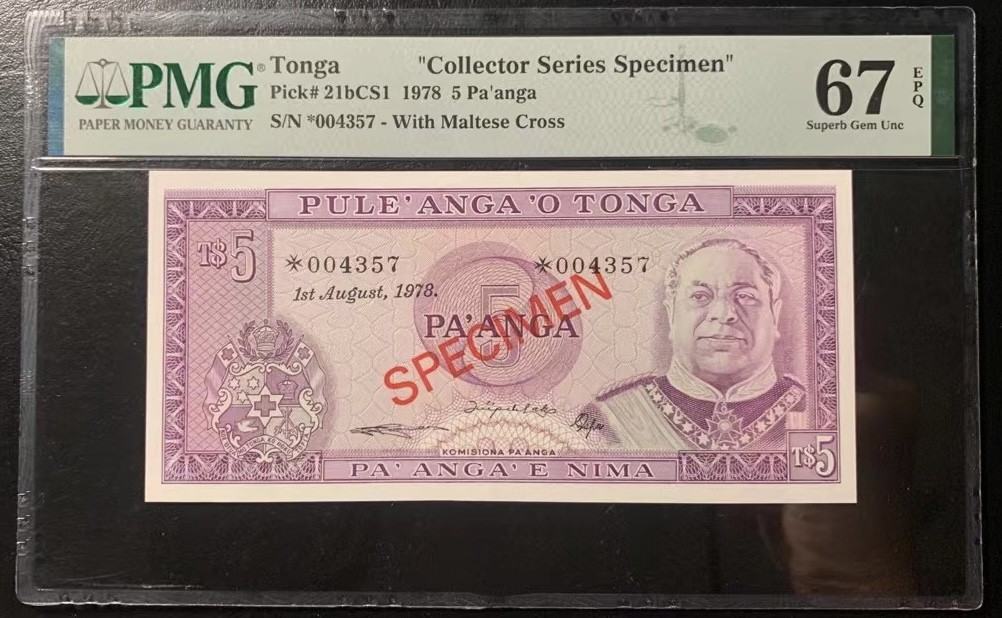 PMG® Tonga "Collector Series Specimen" 67 EPQ
Pick# 21bCS1 1978 5 Pa'anga
PAPER MONEY GUARANTY S/N *004357 - With Maltese Cross Superb Gem Unc
PULE'ANGA 'O TONGA
T$5
*004357 *004357
1st August, 1978.
5
PA'ANGA
SPECIMEN
KOMISIONA PA'ANGA
PA'ANGA 'E NIMA
T$5